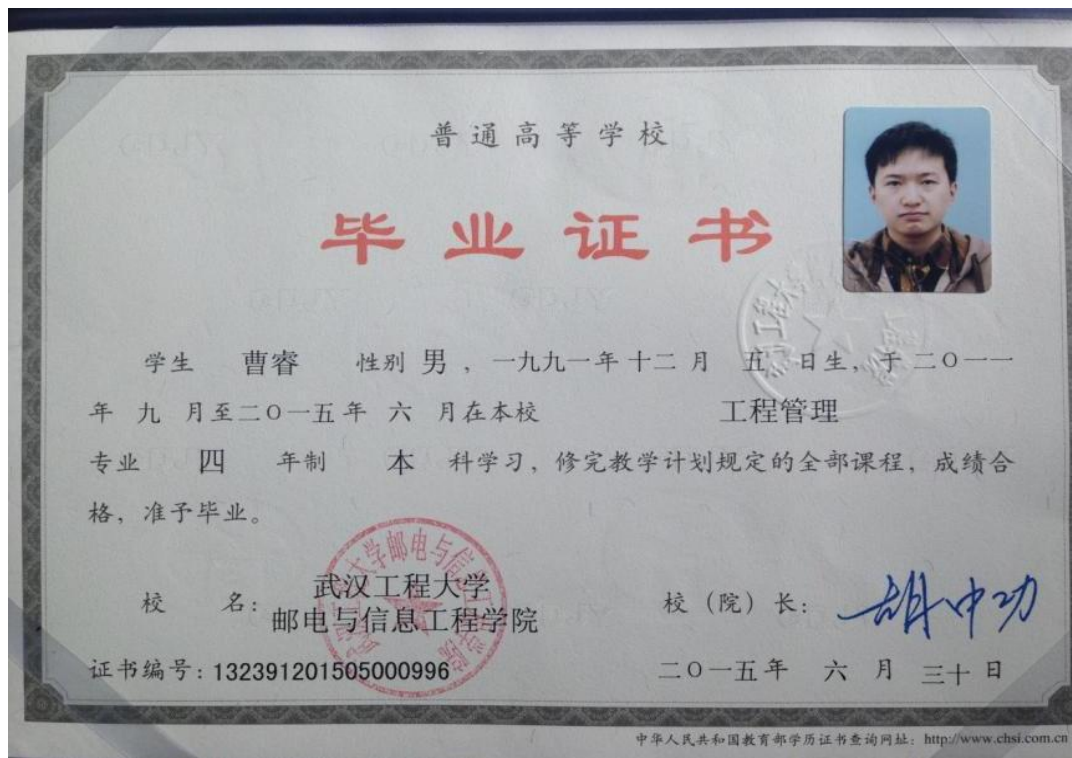 普通高等学校
毕业证书
学生 曹睿 性别 男，一九九一年 十二 月 五 日生，于 二〇一一
年 九 月至二〇一五年 六 月在本校 工程管理
专业 四 年制 本 科学习，修完教学计划规定的全部课程，成绩合
格，准予毕业。
校 名：武汉工程大学
邮电与信息工程学院
校（院）长：胡中功
证书编号：132391201505000996
二〇一五年 六 月 三十 日
中华人民共和国教育部学历证书查询网址：http://www.chsi.com.cn